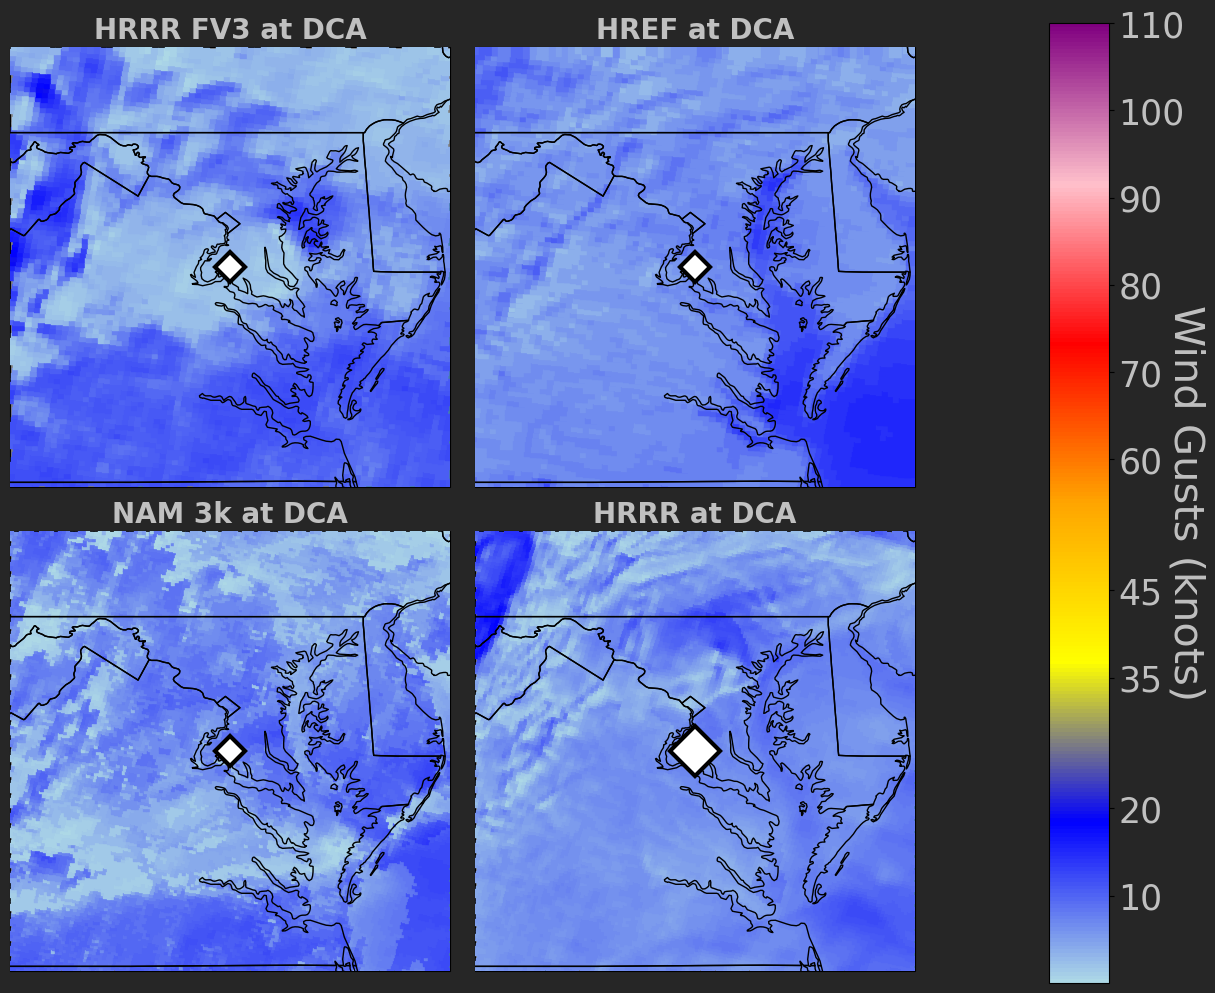 HRRR FV3 at DCA
HREF at DCA
NAM 3k at DCA
HRRR at DCA
110
100
90
80
70
60
45
35
20
10
Wind Gusts (knots)